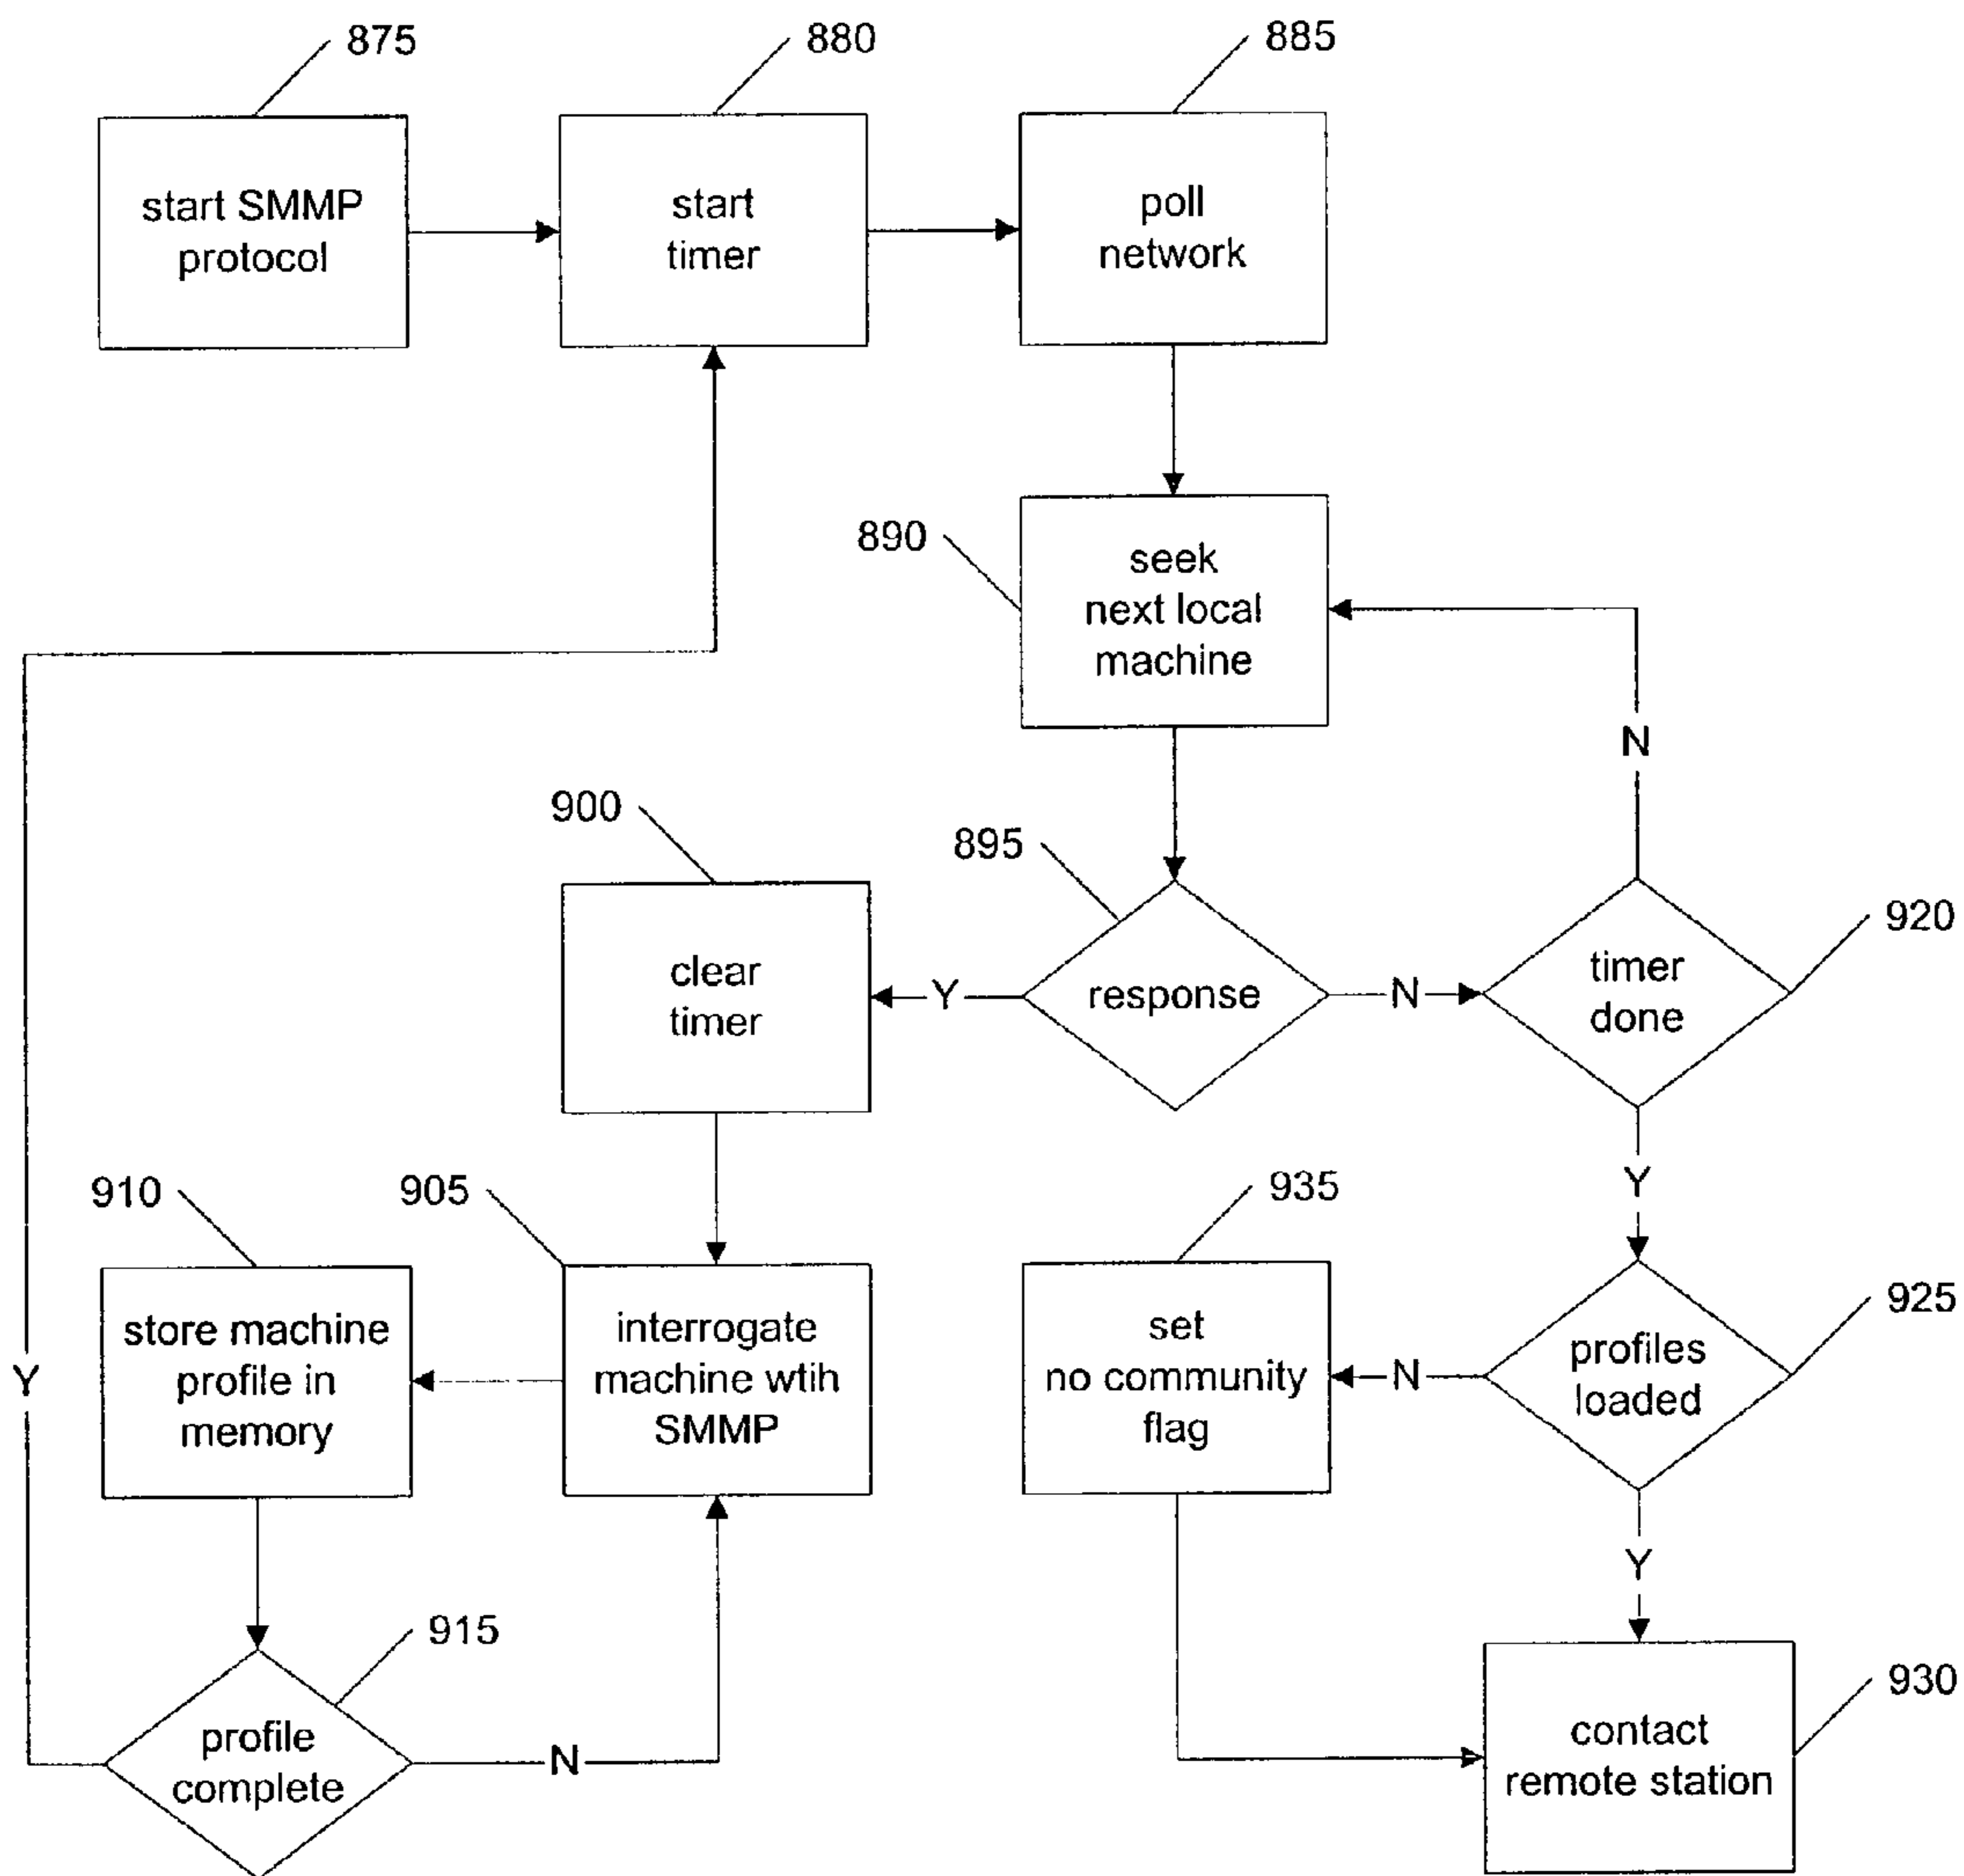 875
880
885
start SMMP
protocol
start
timer
poll
network
890
seek
next local
machine
N
900
895
920
clear
timer
Y
response
N
timer
done
Y
910
905
935
925
store machine
profile in
memory
interrogate
machine wtih
SMMP
set
no community
flag
N
profiles
loaded
Y
Y
915
930
profile
complete
N
contact
remote station